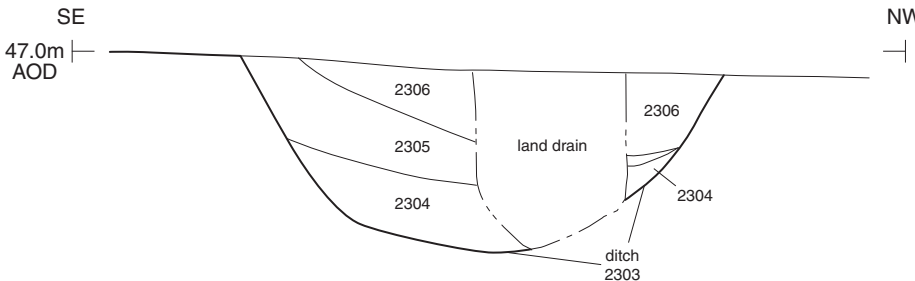 SE
NW
47.0m
AOD
2306
2306
2305
land drain
2304
2304
ditch
2303